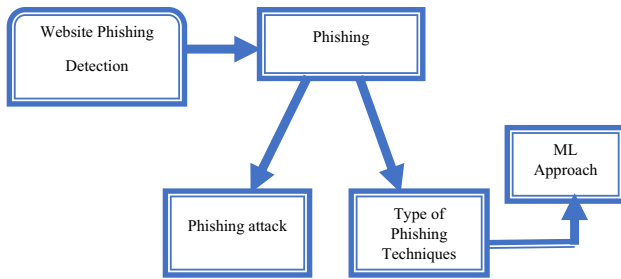 Website Phishing
Detection
Phishing
Phishing attack
Type of
Phishing
Techniques
ML
Approach